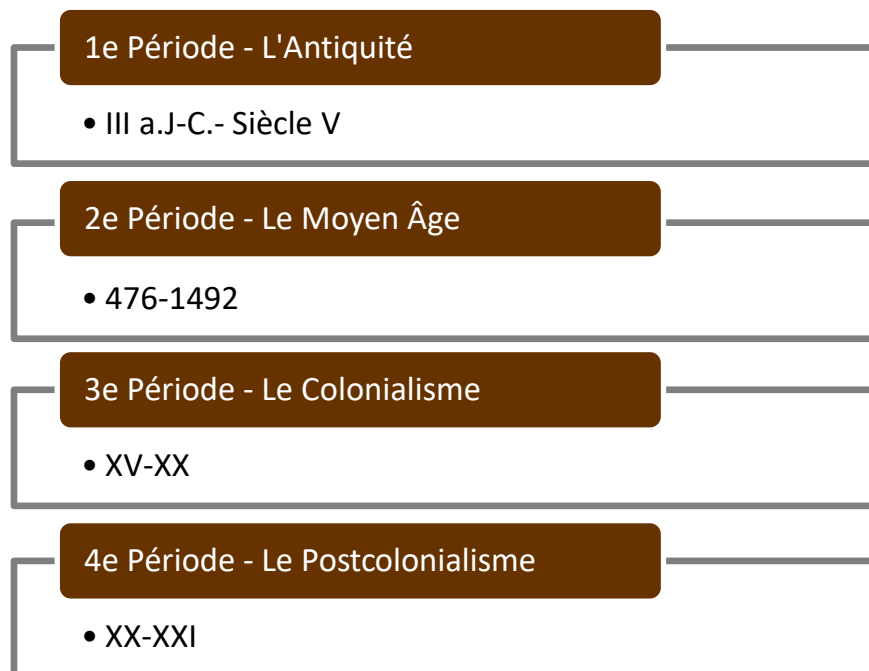 1e Période - L'Antiquité
• III a.J-C.- Siècle V
2e Période - Le Moyen Âge
• 476-1492
3e Période - Le Colonialisme
• XV-XX
4e Période - Le Postcolonialisme
• XX-XXI